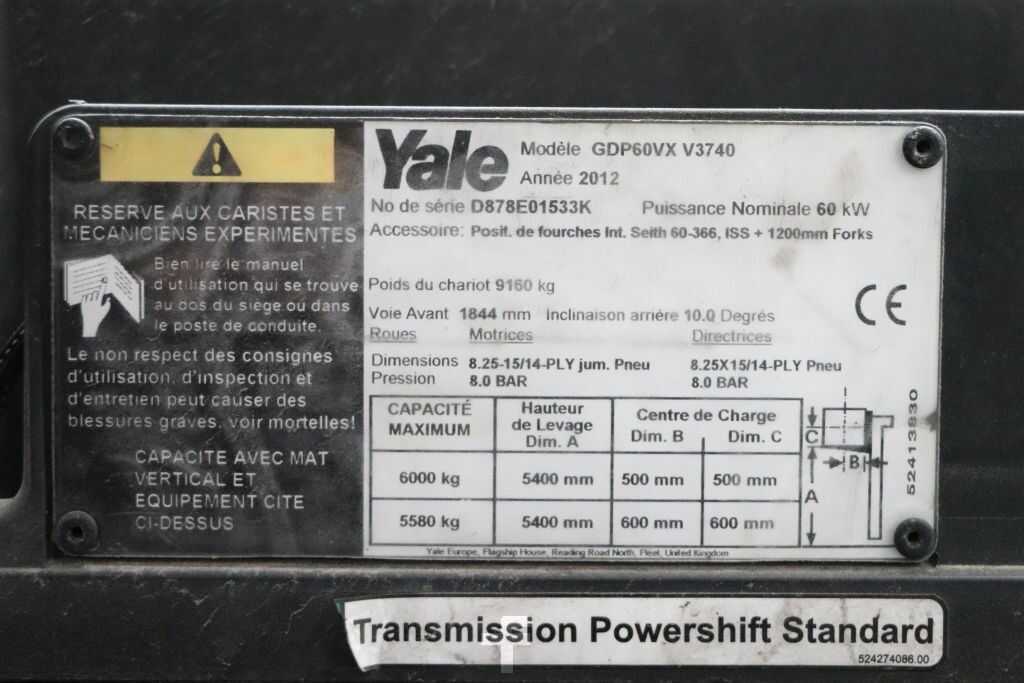 RESERVE AUX CARISTES ET
MECANICIENS EXPERIMENTES
Bien lire le manuel
d'utilisation qui se trouve
au dos du siège ou dans
le poste de conduite.
Le non respect des consignes
d'utilisation, d'inspection et
d'entretien peut causer des
blessures graves, voir mortelles!
CAPACITE AVEC MAT
VERTICAL ET
EQUIPEMENT CITE
CI-DESSUS
Yale
Modèle GDP60VX V3740
Année 2012
No de série D878E01533K Puissance Nominale 60 kW
Accessoire: Posit. de fourches Int. Seith 60-366, ISS + 1200mm Forks
Poids du chariot 9160 kg
Voie Avant 1844 mm Inclinaison arrière 10.0 Degrés
Roues Motrices Directrices
Dimensions 8.25-15/14-PLY jum. Pneu 8.25X15/14-PLY Pneu
Pression 8.0 BAR 8.0 BAR
CAPACITÉ MAXIMUM Hauteur de Levage Dim. A Centre de Charge Dim. B Dim. C
6000 kg 5400 mm 500 mm 500 mm
5580 kg 5400 mm 600 mm 600 mm
C
B
A
CE
52413830
Yale Europe, Flagship House, Reading Road North, Fleet, United Kingdom
Transmission Powershift Standard
524274086.00